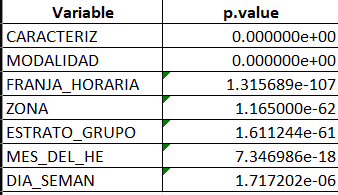 Variable p.value
CARACTERIZ 0.000000e+00
MODALIDAD 0.000000e+00
FRANJA_HORARIA 1.315689e-107
ZONA 1.165000e-62
ESTRATO_GRUPO 1.611244e-61
MES_DEL_HE 7.346986e-18
DIA_SEMAN 1.717202e-06